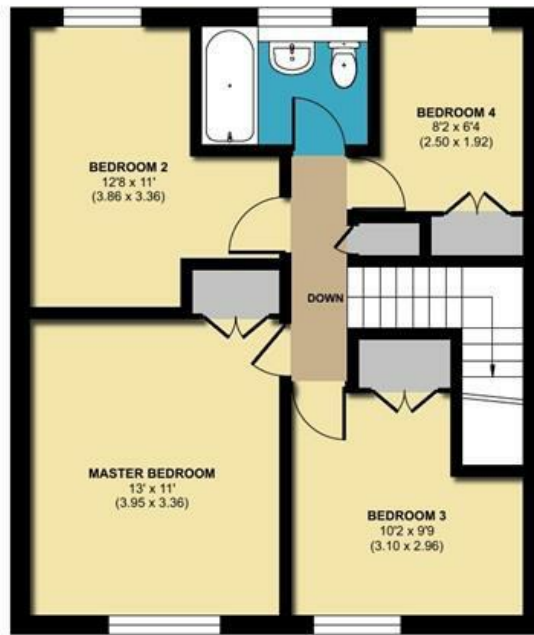 BEDROOM 2
12'8 x 11'
(3.86 x 3.36)
BEDROOM 4
8'2 x 6'4
(2.50 x 1.92)
DOWN
MASTER BEDROOM
13' x 11'
(3.95 x 3.36)
BEDROOM 3
10'2 x 9'9
(3.10 x 2.96)